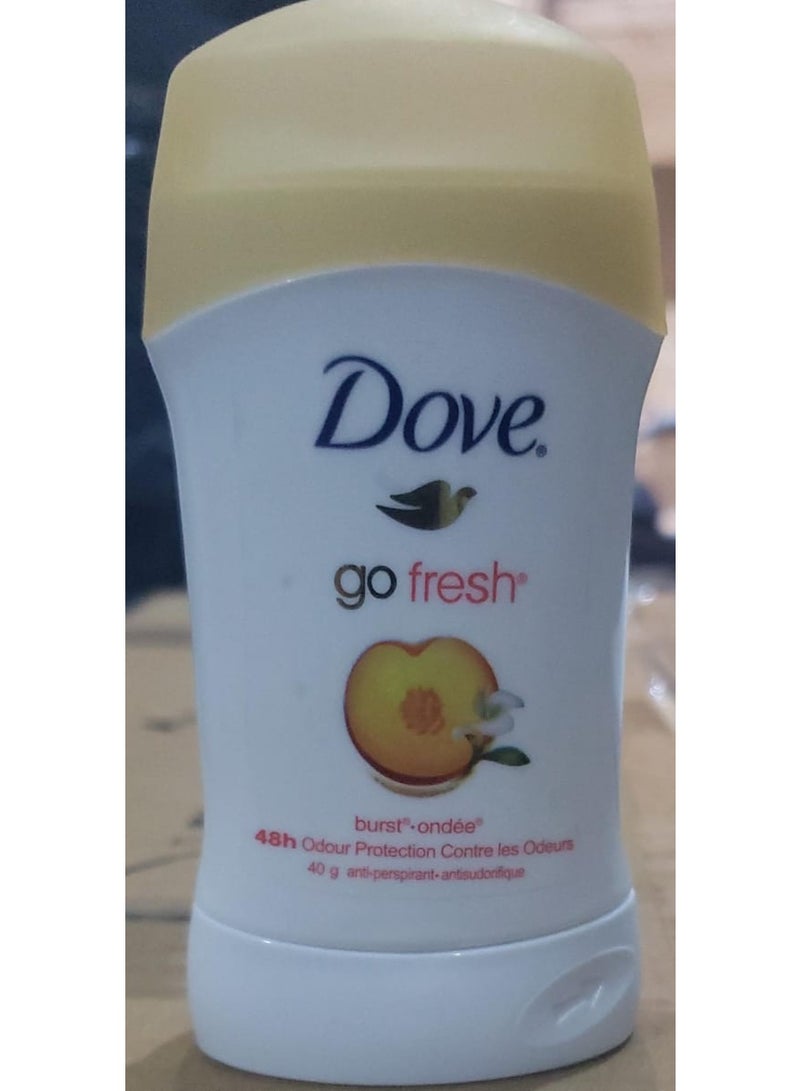 Dove®
go fresh®
burst®·ondée®
48h Odour Protection Contre les Odeurs
40 g anti-perspirant·antisudorifique